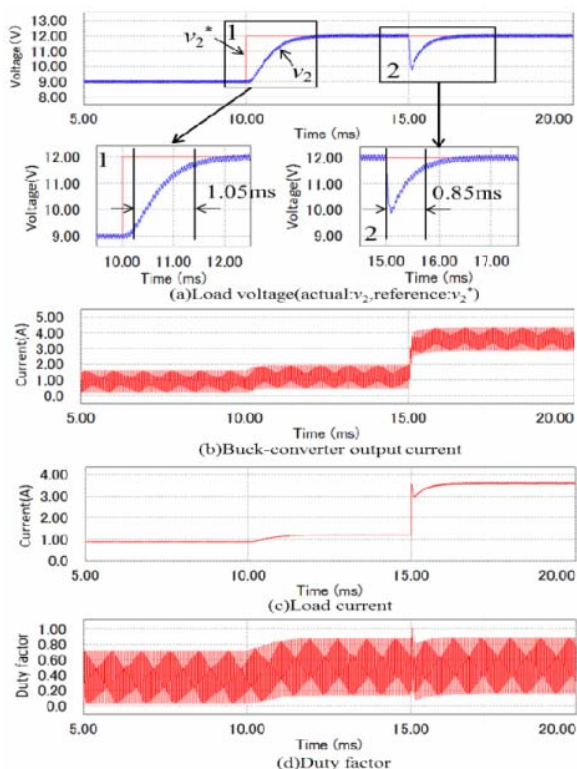 Voltage(V)
12.00
11.00
10.00
9.00
8.00
v2*
1
v2
2
5.00 10.00 15.00 20.00
Time (ms)
Voltage(V)
12.00
11.00
10.00
9.00
1
1.05ms
10.00 11.00 12.00
Time (ms)
Voltage(V)
12.00
11.00
10.00
9.00
2
0.85ms
15.00 16.00 17.00
Time (ms)
(a)Load voltage(actual:v2,reference:v2*)
Current(A)
5.00
4.00
3.00
2.00
1.00
0.0
5.00 10.00 15.00 20.00
Time (ms)
(b)Buck-converter output current
Current(A)
4.00
3.00
2.00
1.00
0.0
5.00 10.00 15.00 20.00
Time (ms)
(c)Load current
Duty factor
1.00
0.80
0.60
0.40
0.20
0.0
5.00 10.00 15.00 20.00
Time (ms)
(d)Duty factor